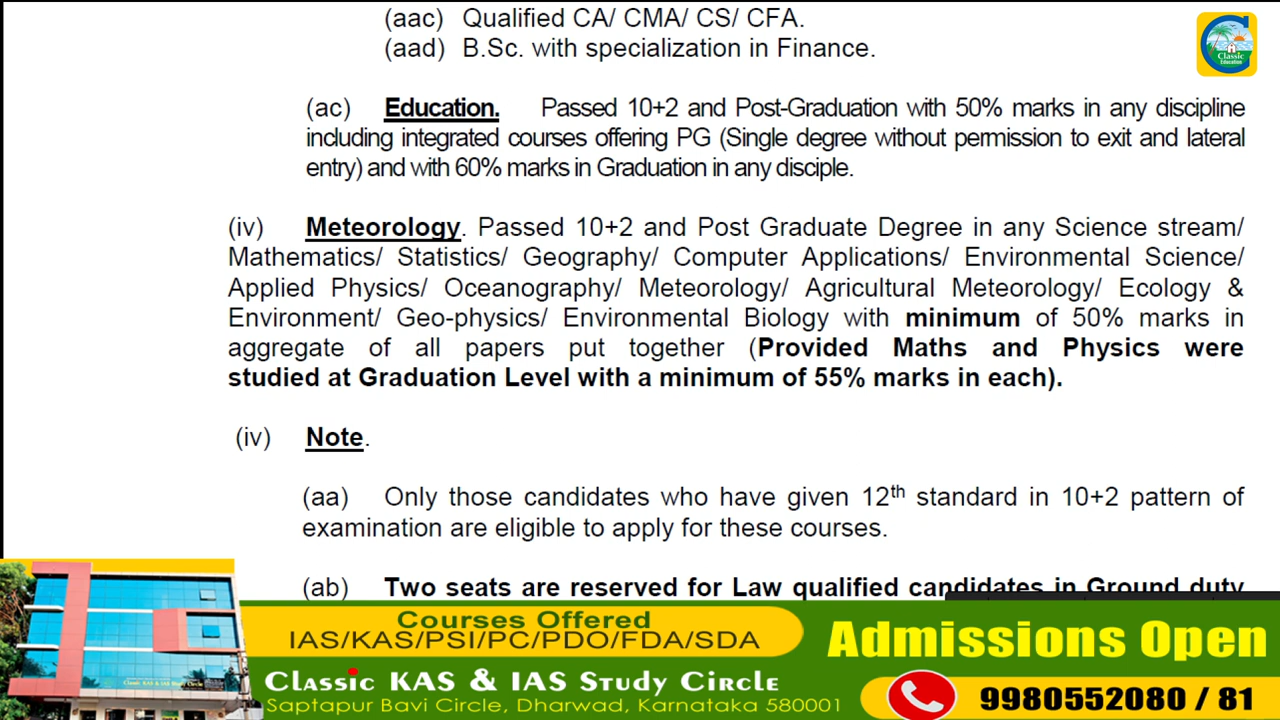 (aac) Qualified CA/ CMA/ CS/ CFA.
(aad) B.Sc. with specialization in Finance.
Classic
Education
(ac) Education. Passed 10+2 and Post-Graduation with 50% marks in any discipline
including integrated courses offering PG (Single degree without permission to exit and lateral
entry) and with 60% marks in Graduation in any disciple.
(iv) Meteorology. Passed 10+2 and Post Graduate Degree in any Science stream/
Mathematics/ Statistics/ Geography/ Computer Applications/ Environmental Science/
Applied Physics/ Oceanography/ Meteorology/ Agricultural Meteorology/ Ecology &
Environment/ Geo-physics/ Environmental Biology with minimum of 50% marks in
aggregate of all papers put together (Provided Maths and Physics were
studied at Graduation Level with a minimum of 55% marks in each).
(iv) Note.
(aa) Only those candidates who have given 12th standard in 10+2 pattern of
examination are eligible to apply for these courses.
(ab) Two seats are reserved for Law qualified candidates in Ground duty
Courses Offered
IAS/KAS/PSI/PC/PDO/FDA/SDA
Admissions Open
Classic KAS & IAS Study Circle
Saptapur Bavi Circle, Dharwad, Karnataka 580001
9980552080 / 81